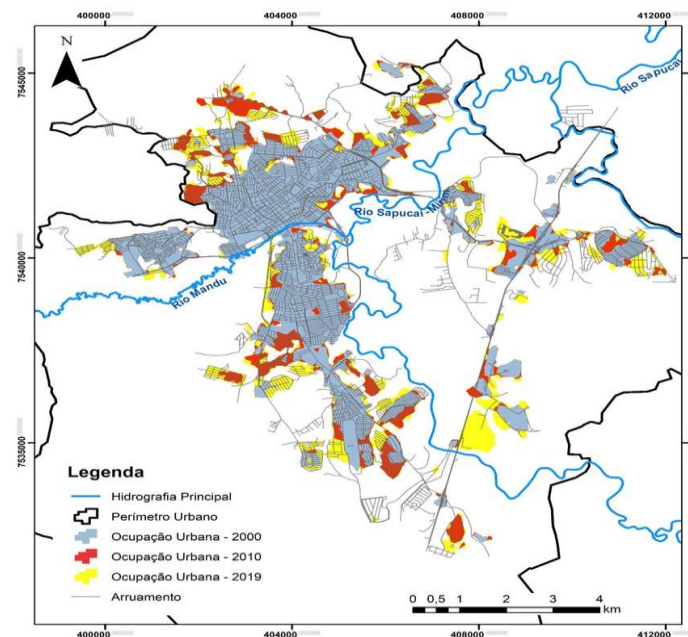 400000 404000 408000 412000
N
7545000
Rio Sapucaí
Rio Sapucaí
7540000
7540000
Rio Mandu
7535000
7535000
Legenda
Hidrografia Principal
Perímetro Urbano
Ocupação Urbana - 2000
Ocupação Urbana - 2010
Ocupação Urbana - 2019
Arruamento
0 0,5 1 2 3 4
km
400000 404000 408000 412000